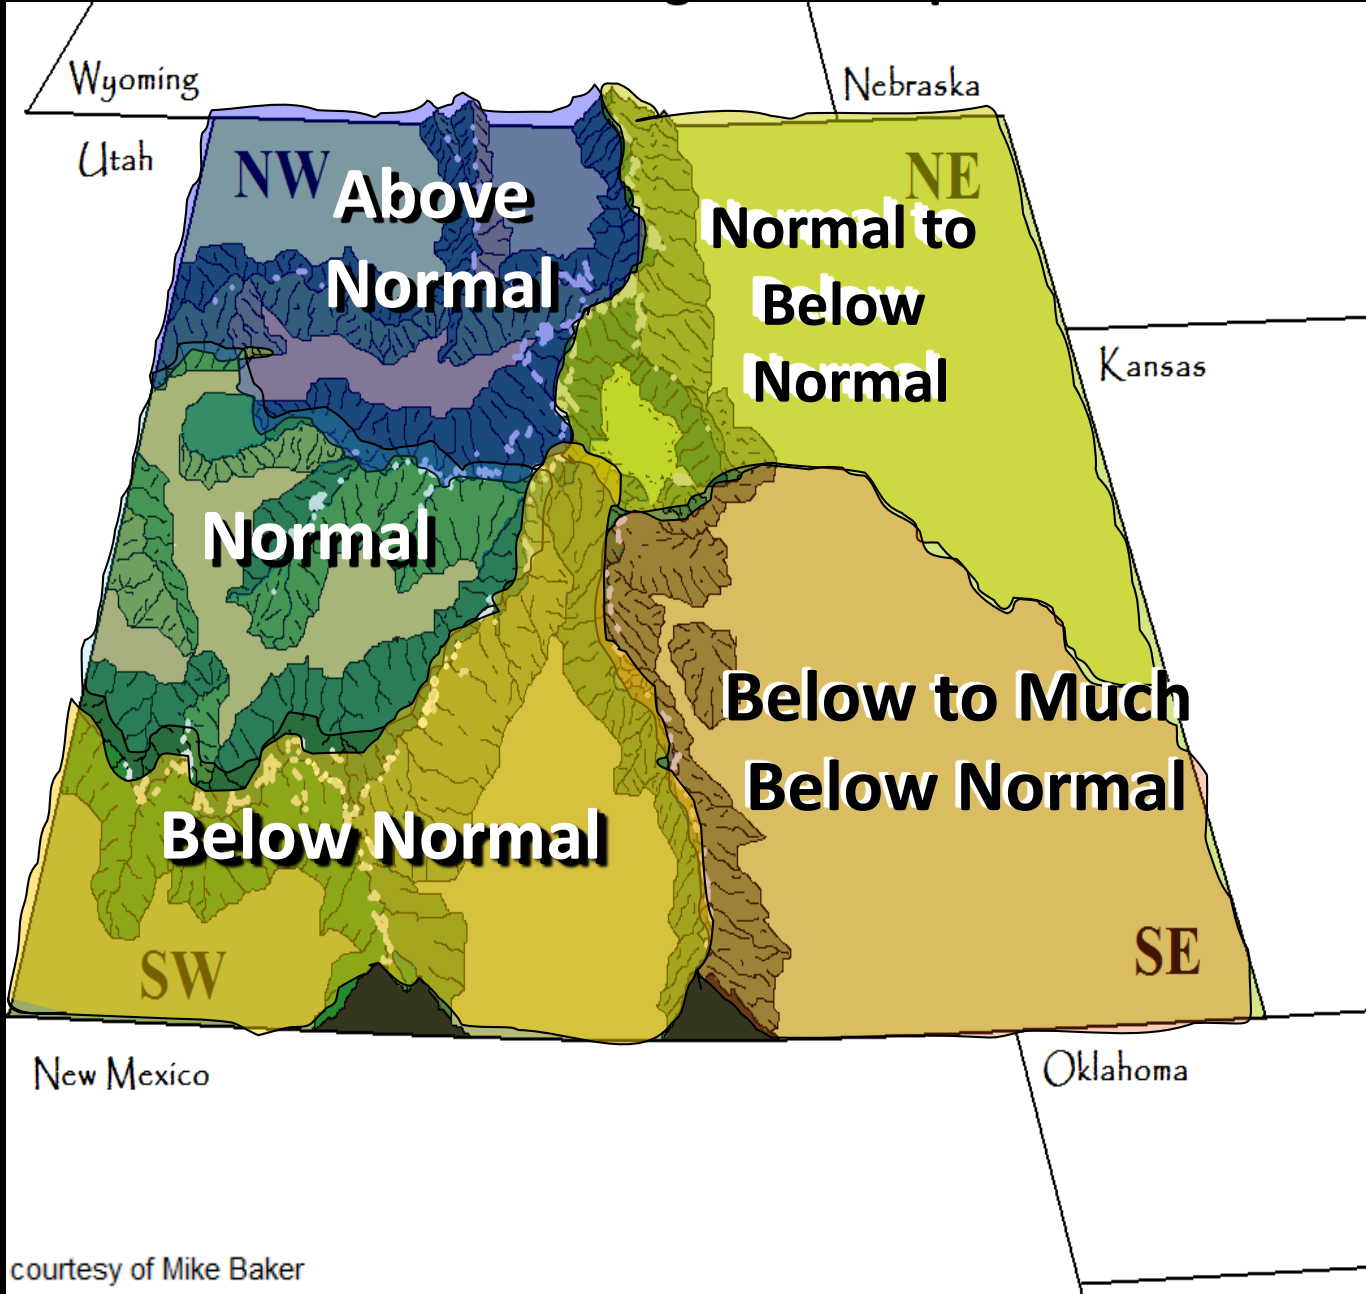 Wyoming
Nebraska
Utah
NW
Above
Normal
NE
Normal to
Below
Normal
Kansas
Normal
Below to Much
Below Normal
Below Normal
SW
SE
New Mexico
Oklahoma
courtesy of Mike Baker